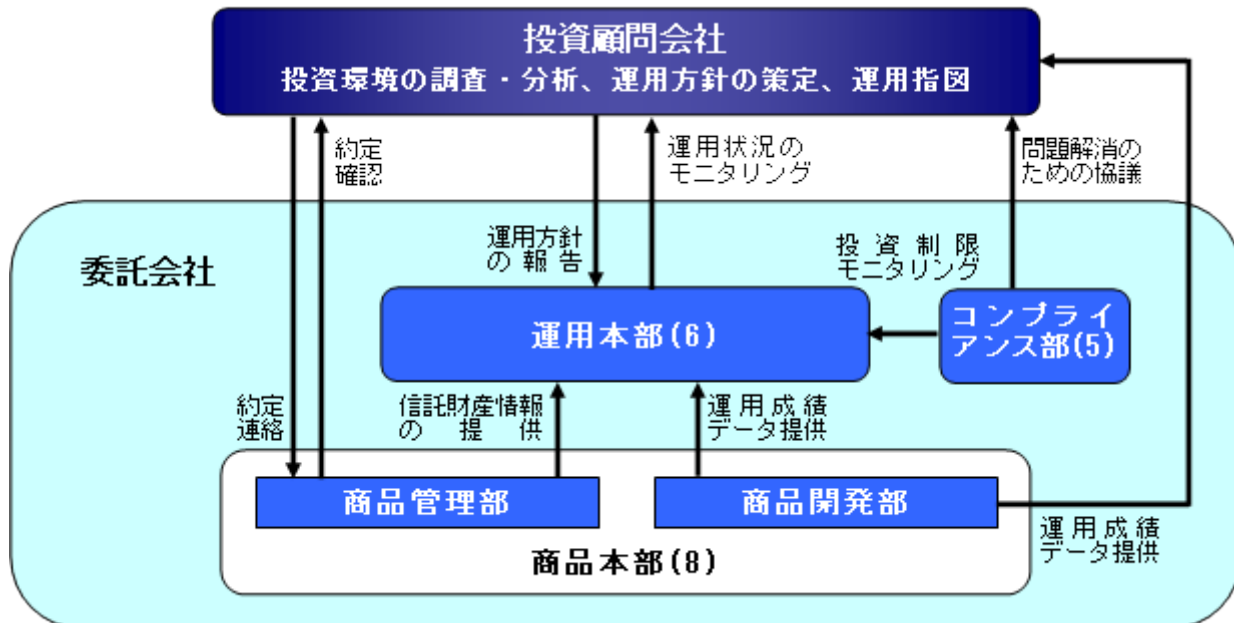 投資顧問会社
投資環境の調査・分析、運用方針の策定、運用指図
約定
確認
運用状況の
モニタリング
問題解消の
ための協議
運用方針
の報告
投資制限
モニタリング
委託会社
運用本部(6)
コンプライ
アンス部(5)
約定
連絡
信託財産情報
の提供
運用成績
データ提供
商品管理部
商品開発部
運用成績
データ提供
商品本部(8)